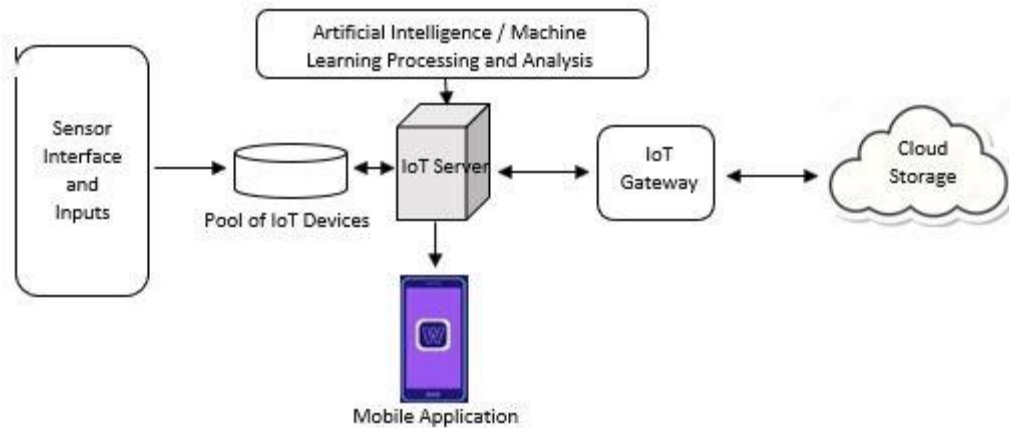 Artificial Intelligence / Machine
Learning Processing and Analysis
Sensor
Interface
and
Inputs
Pool of IoT Devices
IoT Server
IoT
Gateway
Cloud
Storage
W
Mobile Application